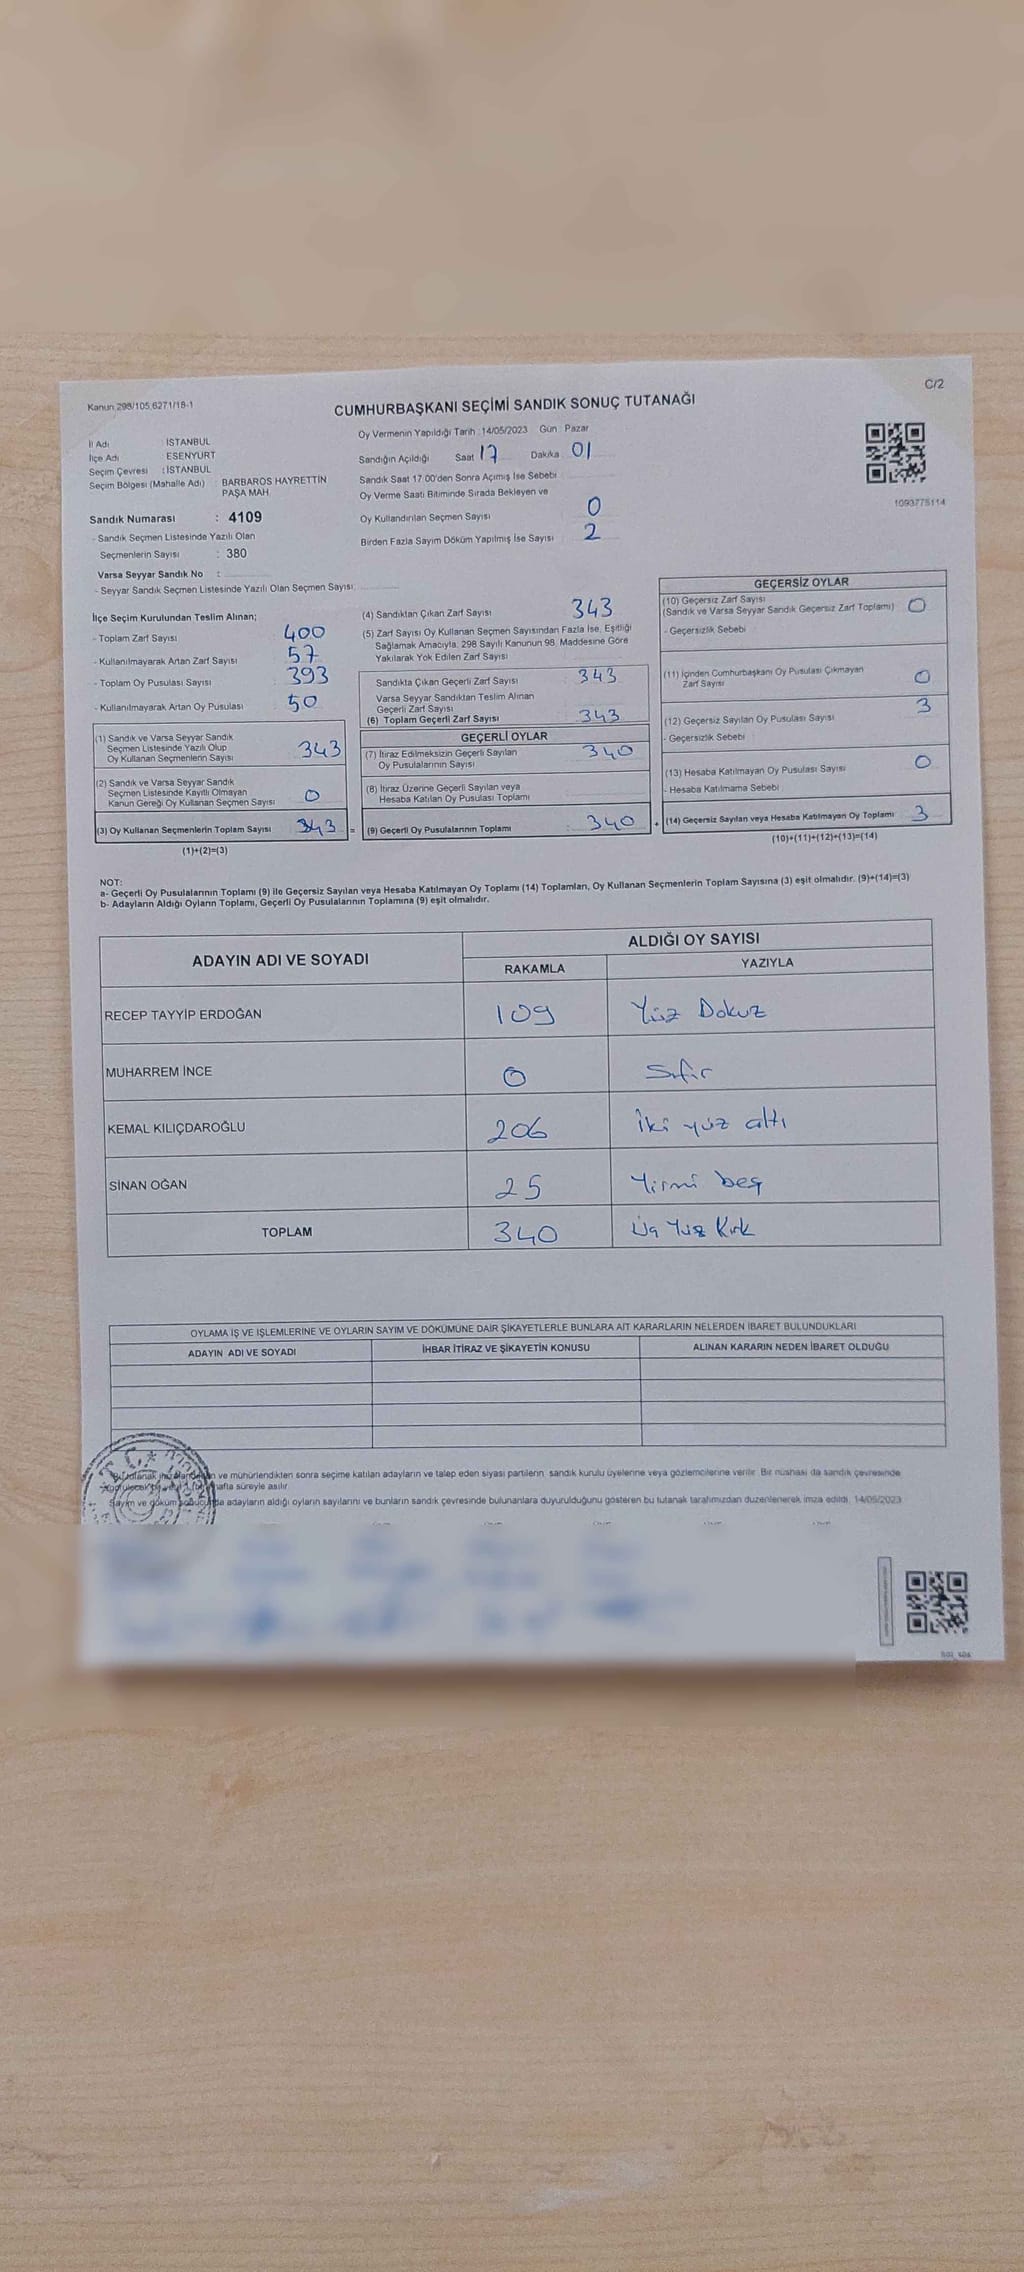 Kanun 298/105,6271/18-1
C/2
CUMHURBAŞKANI SEÇİMİ SANDIK SONUÇ TUTANAĞI
İl Adı : İSTANBUL
İlçe Adı : ESENYURT
Seçim Çevresi : İSTANBUL
Seçim Bölgesi (Mahalle Adı) : BARBAROS HAYRETTİN
PAŞA MAH.
Sandık Numarası : 4109
- Sandık Seçmen Listesinde Yazılı Olan
Seçmenlerin Sayısı : 380
Varsa Seyyar Sandık No :
- Seyyar Sandık Seçmen Listesinde Yazılı Olan Seçmen Sayısı:
Oy Vermenin Yapıldığı Tarih : 14/05/2023 Gün : Pazar
Sandığın Açıldığı Saat 17 Dakika 01
Sandık Saat 17:00'den Sonra Açımış İse Sebebi
Oy Verme Saati Bitiminde Sırada Bekleyen ve
Oy Kullandırılan Seçmen Sayısı 0
Birden Fazla Sayım Döküm Yapılmış İse Sayısı 2
1093775114
İlçe Seçim Kurulundan Teslim Alınan;
- Toplam Zarf Sayısı : 400
- Kullanılmayarak Artan Zarf Sayısı : 57
- Toplam Oy Pusulası Sayısı : 393
- Kullanılmayarak Artan Oy Pusulası : 50
(1) Sandık ve Varsa Seyyar Sandık
Seçmen Listesinde Yazılı Olup
Oy Kullanan Seçmenlerin Sayısı : 343
(2) Sandık ve Varsa Seyyar Sandık
Seçmen Listesinde Kayıtlı Olmayan
Kanun Gereği Oy Kullanan Seçmen Sayısı : 0
(3) Oy Kullanan Seçmenlerin Toplam Sayısı : 343 =
(1)+(2)=(3)
(4) Sandıktan Çıkan Zarf Sayısı : 343
(5) Zarf Sayısı Oy Kullanan Seçmen Sayısından Fazla İse, Eşitliği
Sağlamak Amacıyla; 298 Sayılı Kanunun 98. Maddesine Göre
Yakılarak Yok Edilen Zarf Sayısı
Sandıkta Çıkan Geçerli Zarf Sayısı : 343
Varsa Seyyar Sandıktan Teslim Alınan
Geçerli Zarf Sayısı
(6) Toplam Geçerli Zarf Sayısı : 343
GEÇERLİ OYLAR
(7) İtiraz Edilmeksizin Geçerli Sayılan
Oy Pusulalarının Sayısı : 340
(8) İtiraz Üzerine Geçerli Sayılan veya
Hesaba Katılan Oy Pusulası Toplamı
(9) Geçerli Oy Pusulalarının Toplamı : 340 +
GEÇERSİZ OYLAR
(10) Geçersiz Zarf Sayısı
(Sandık ve Varsa Seyyar Sandık Geçersiz Zarf Toplamı) 0
- Geçersizlik Sebebi
(11) İçinden Cumhurbaşkanı Oy Pusulası Çıkmayan
Zarf Sayısı 0
(12) Geçersiz Sayılan Oy Pusulası Sayısı 3
- Geçersizlik Sebebi
(13) Hesaba Katılmayan Oy Pusulası Sayısı 0
- Hesaba Katılmama Sebebi
(14) Geçersiz Sayılan veya Hesaba Katılmayan Oy Toplamı 3
(10)+(11)+(12)+(13)=(14)
NOT:
a- Geçerli Oy Pusulalarının Toplamı (9) ile Geçersiz Sayılan veya Hesaba Katılmayan Oy Toplamı (14) Toplamları, Oy Kullanan Seçmenlerin Toplam Sayısına (3) eşit olmalıdır. (9)+(14)=(3)
b- Adayların Aldığı Oyların Toplamı, Geçerli Oy Pusulalarının Toplamına (9) eşit olmalıdır.
ADAYIN ADI VE SOYADI
ALDIĞI OY SAYISI
RAKAMLA YAZIYLA
RECEP TAYYİP ERDOĞAN 109 Yüz Dokuz
MUHARREM İNCE 0 Sıfır
KEMAL KILIÇDAROĞLU 206 İki yüz altı
SİNAN OĞAN 25 Yirmi beş
TOPLAM 340 Üç Yüz Kırk
OYLAMA İŞ VE İŞLEMLERİNE VE OYLARIN SAYIM VE DÖKÜMÜNE DAİR ŞİKAYETLERLE BUNLARA AİT KARARLARIN NELERDEN İBARET BULUNDUKLARI
ADAYIN ADI VE SOYADI İHBAR İTİRAZ VE ŞİKAYETİN KONUSU ALINAN KARARIN NEDEN İBARET OLDUĞU
T.C.
Bu tutanak imzalandıktan ve mühürlendikten sonra seçime katılan adayların ve talep eden siyasi partilerin sandık kurulu üyelerine veya gözlemcilerine verilir. Bir nüshası da sandık çevresinde
hafta süreyle asılır.
Sayım ve döküm sonucunda adayların aldığı oyların sayılarını ve bunların sandık çevresinde bulunanlara duyurulduğunu gösteren bu tutanak tarafımızdan düzenlenerek imza edildi. 14/05/2023